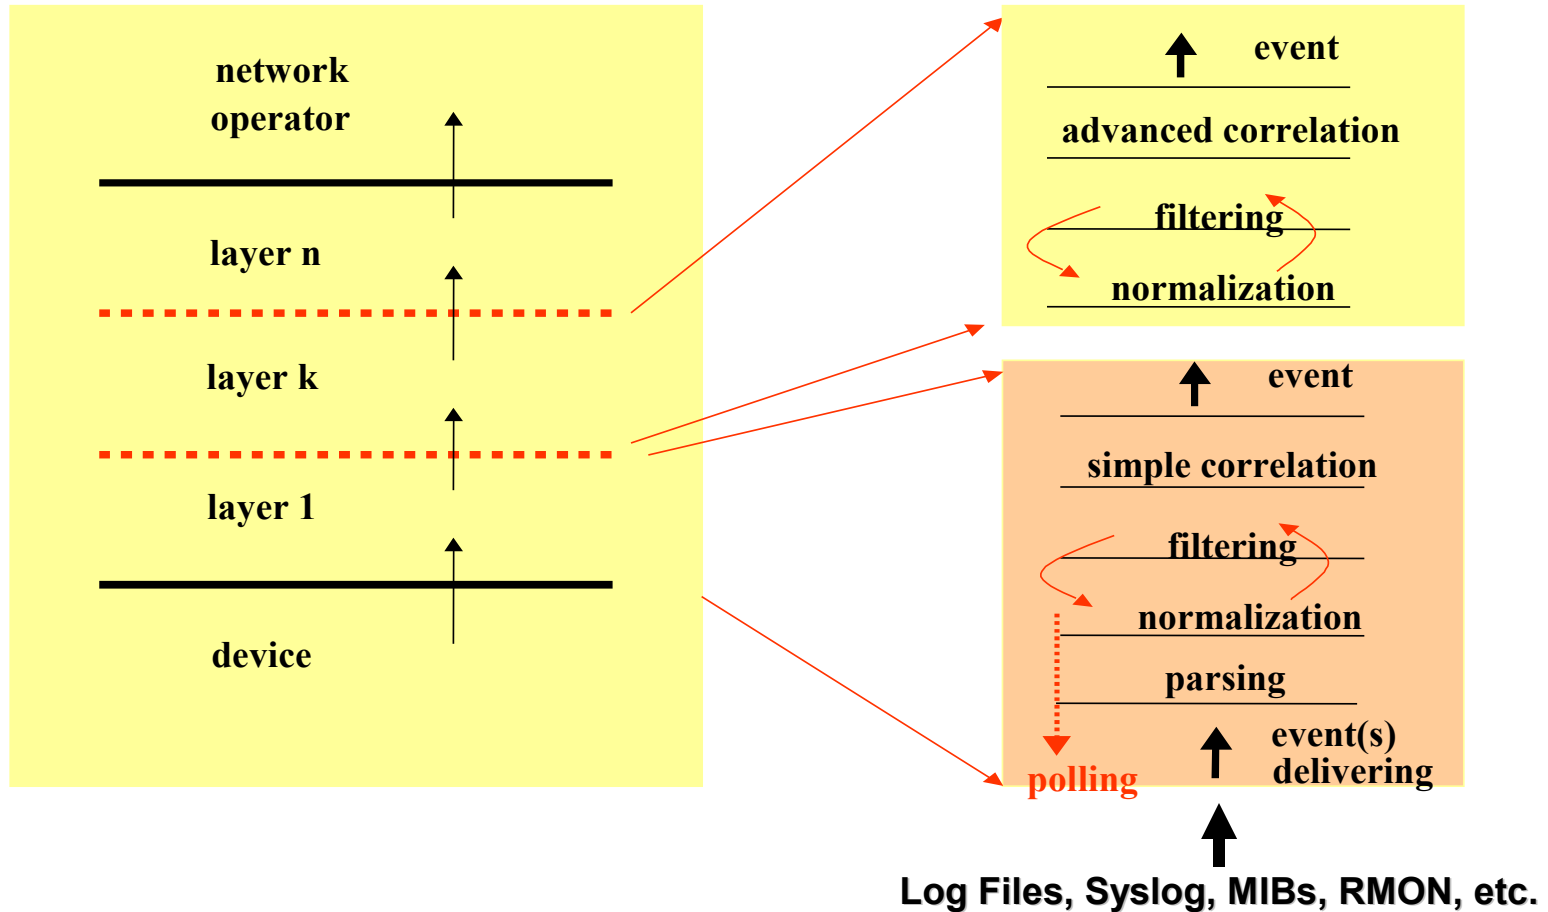 network
operator
layer n
layer k
layer 1
device
event
advanced correlation
filtering
normalization
event
simple correlation
filtering
normalization
parsing
event(s)
delivering
polling
Log Files, Syslog, MIBs, RMON, etc.